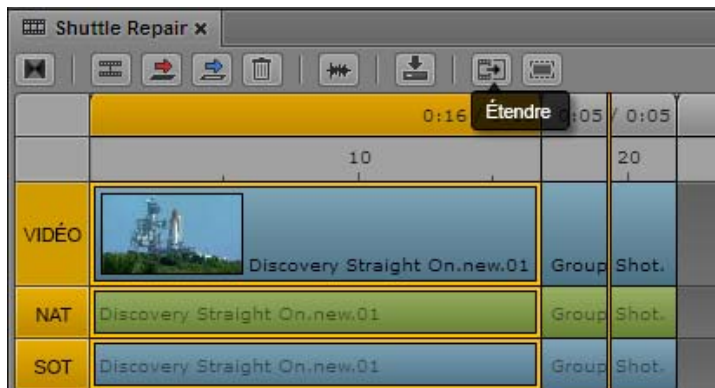 Shuttle Repair x
Étendre
0:16 :05 / 0:05
10 20
VIDÉO Discovery Straight On.new.01 Group Shot.
NAT Discovery Straight On.new.01 Group Shot.
SOT Discovery Straight On.new.01 Group Shot.